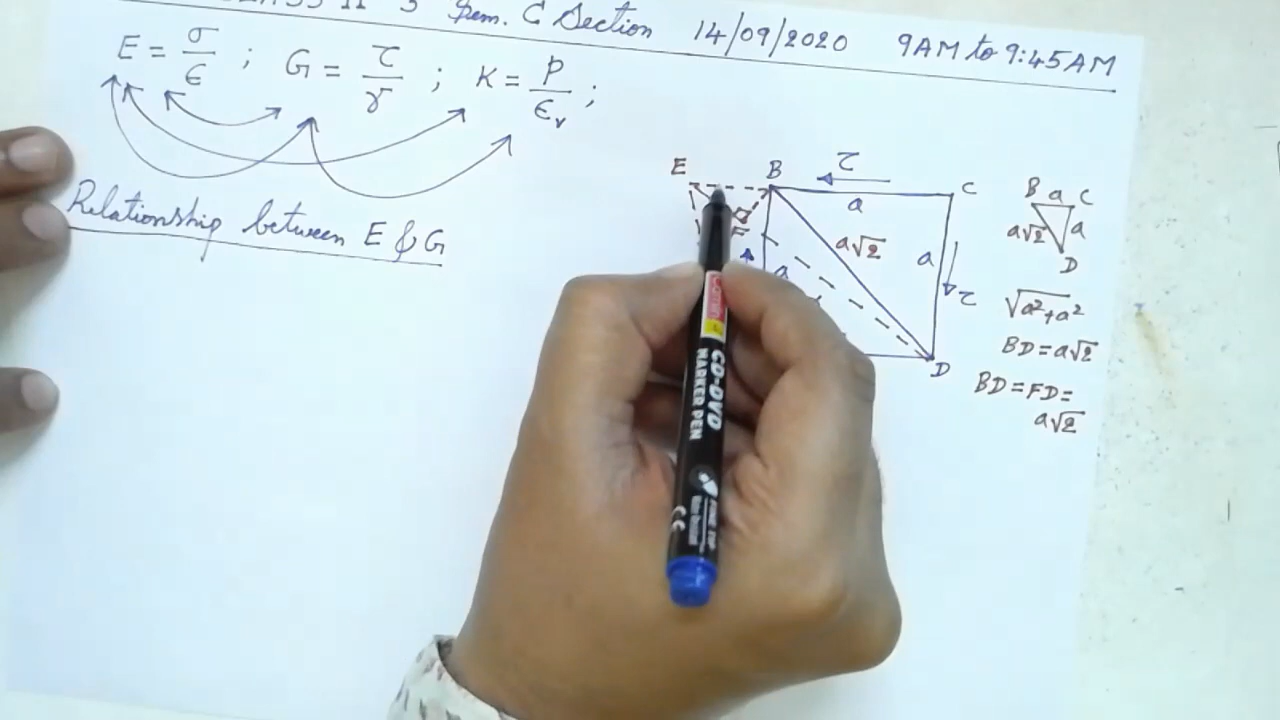 Sem. C Section 14/09/2020 9AM to 9:45AM
E = σ/ϵ ; G = τ/γ ; K = P/ϵv ;
Relationship between E & G
E B τ C
a
a√2
a
τ
a
F
D
B a C
a√2 a
D
√a²+a²
BD = a√2
BD = FD =
a√2
CD-DVD
MARKER PEN
CE